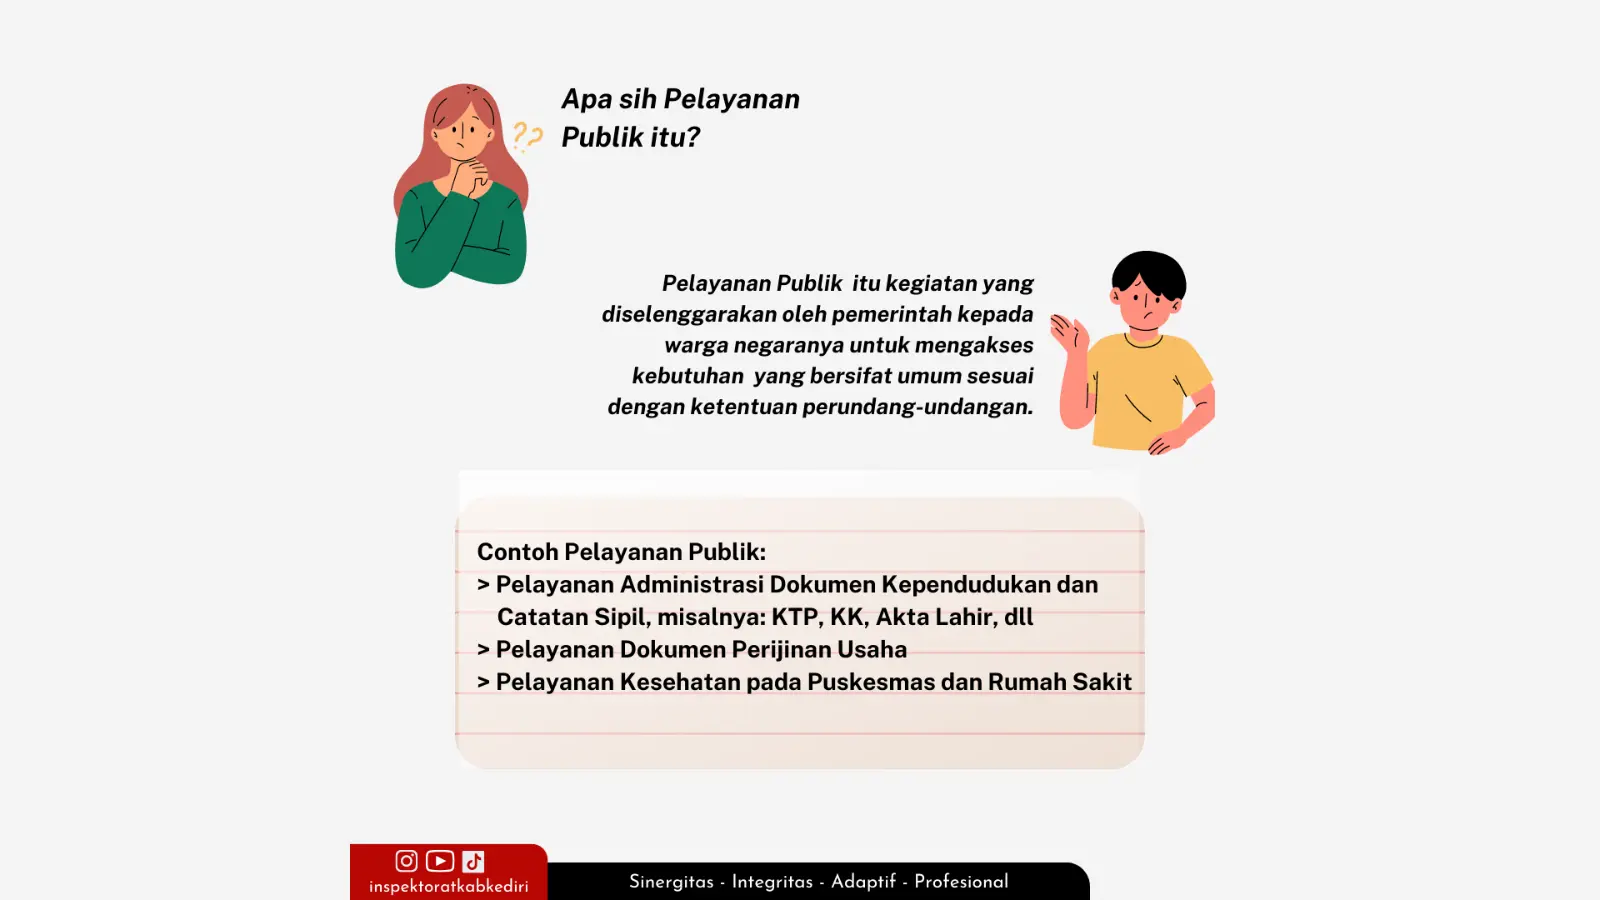 Apa sih Pelayanan
Publik itu?
??
Pelayanan Publik itu kegiatan yang
diselenggarakan oleh pemerintah kepada
warga negaranya untuk mengakses
kebutuhan yang bersifat umum sesuai
dengan ketentuan perundang-undangan.
Contoh Pelayanan Publik:
> Pelayanan Administrasi Dokumen Kependudukan dan
Catatan Sipil, misalnya: KTP, KK, Akta Lahir, dll
> Pelayanan Dokumen Perijinan Usaha
> Pelayanan Kesehatan pada Puskesmas dan Rumah Sakit
inspektoratkabkediri
Sinergitas - Integritas - Adaptif - Profesional